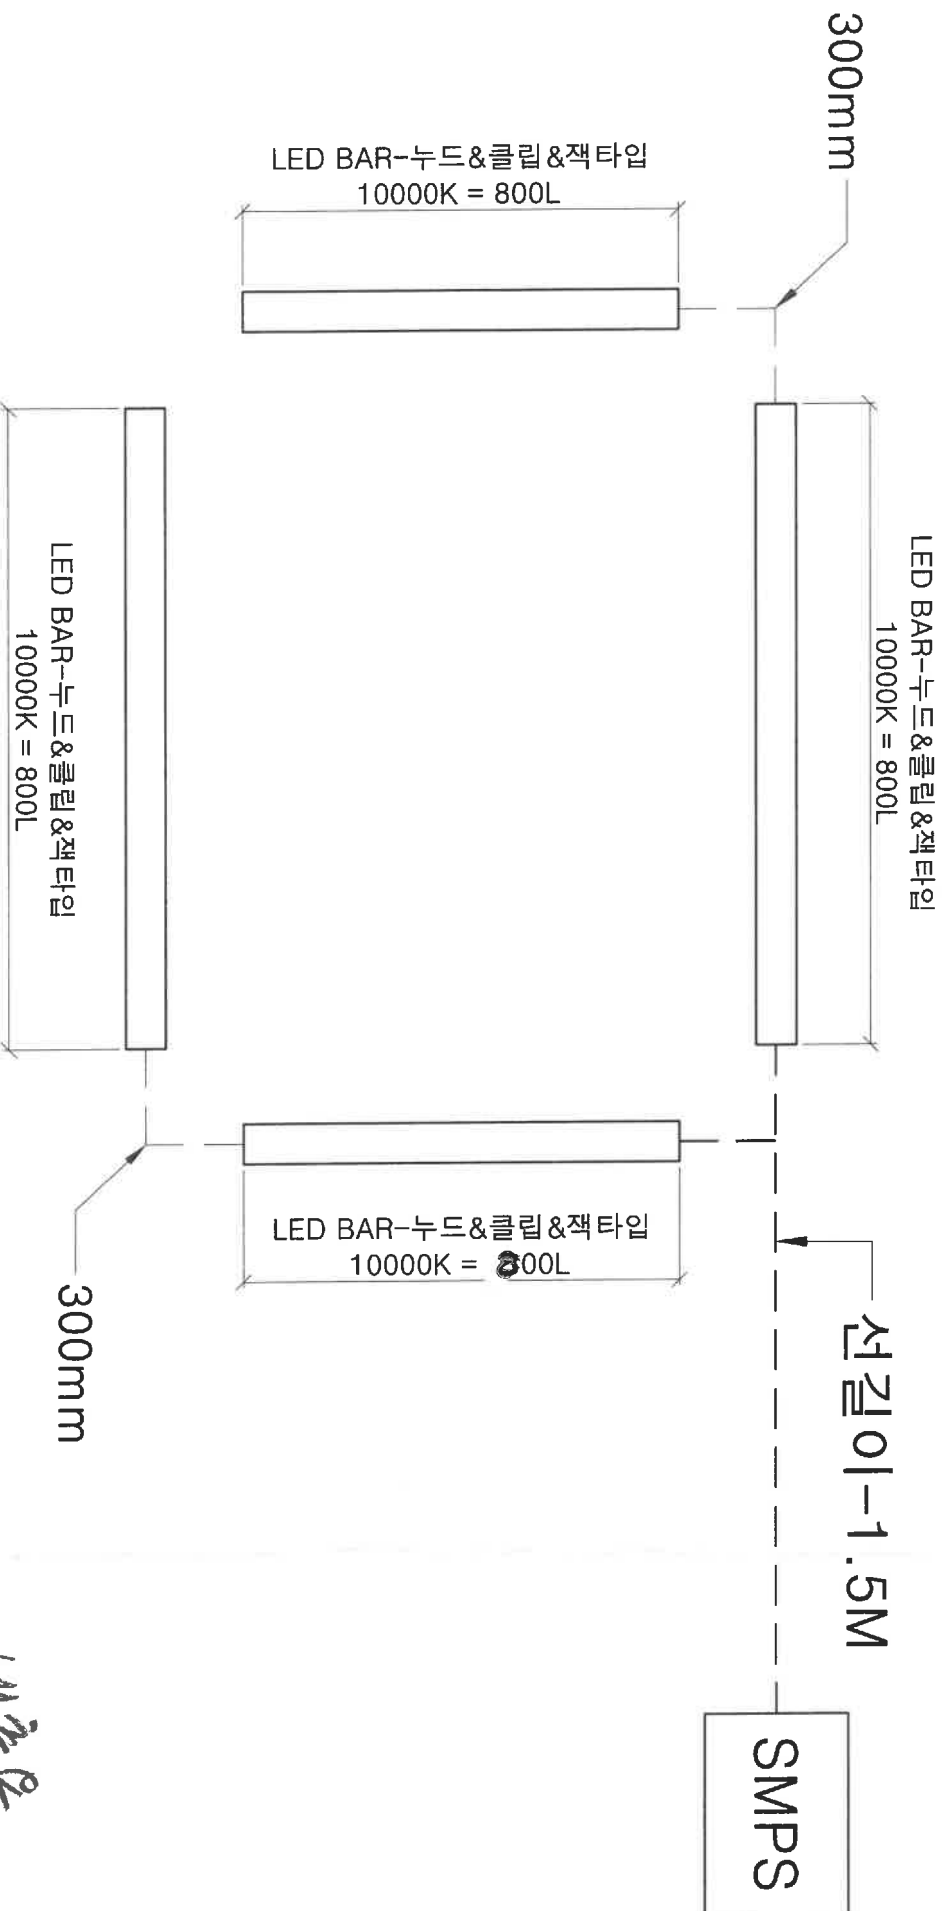 300mm
LED BAR-누드&클립&잭타입
10000K = 800L
LED BAR-누드&클립&잭타입
10000K = 800L
LED BAR-누드&클립&잭타입
10000K = 800L
LED BAR-누드&클립&잭타입
10000K = 800L
300mm
선길이-1.5M
SMPS